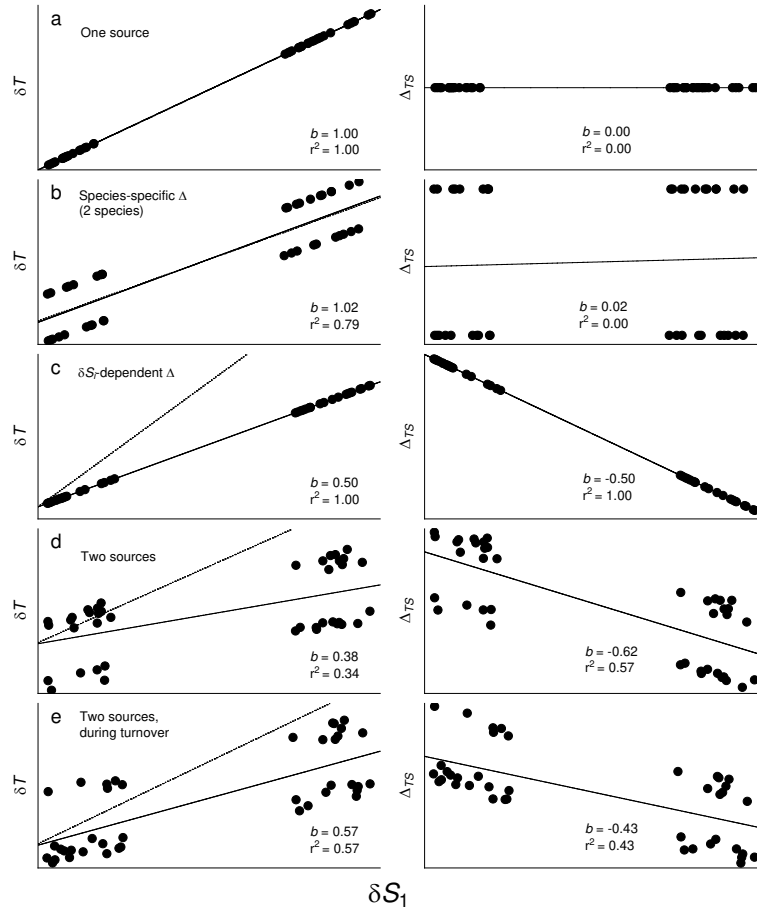 a
One source
δT
b = 1.00
r² = 1.00
Δ_TS
b = 0.00
r² = 0.00
b
Species-specific Δ
(2 species)
δT
b = 1.02
r² = 0.79
Δ_TS
b = 0.02
r² = 0.00
c
δS_i-dependent Δ
δT
b = 0.50
r² = 1.00
Δ_TS
b = -0.50
r² = 1.00
d
Two sources
δT
b = 0.38
r² = 0.34
Δ_TS
b = -0.62
r² = 0.57
e
Two sources,
during turnover
δT
b = 0.57
r² = 0.57
Δ_TS
b = -0.43
r² = 0.43
δS₁